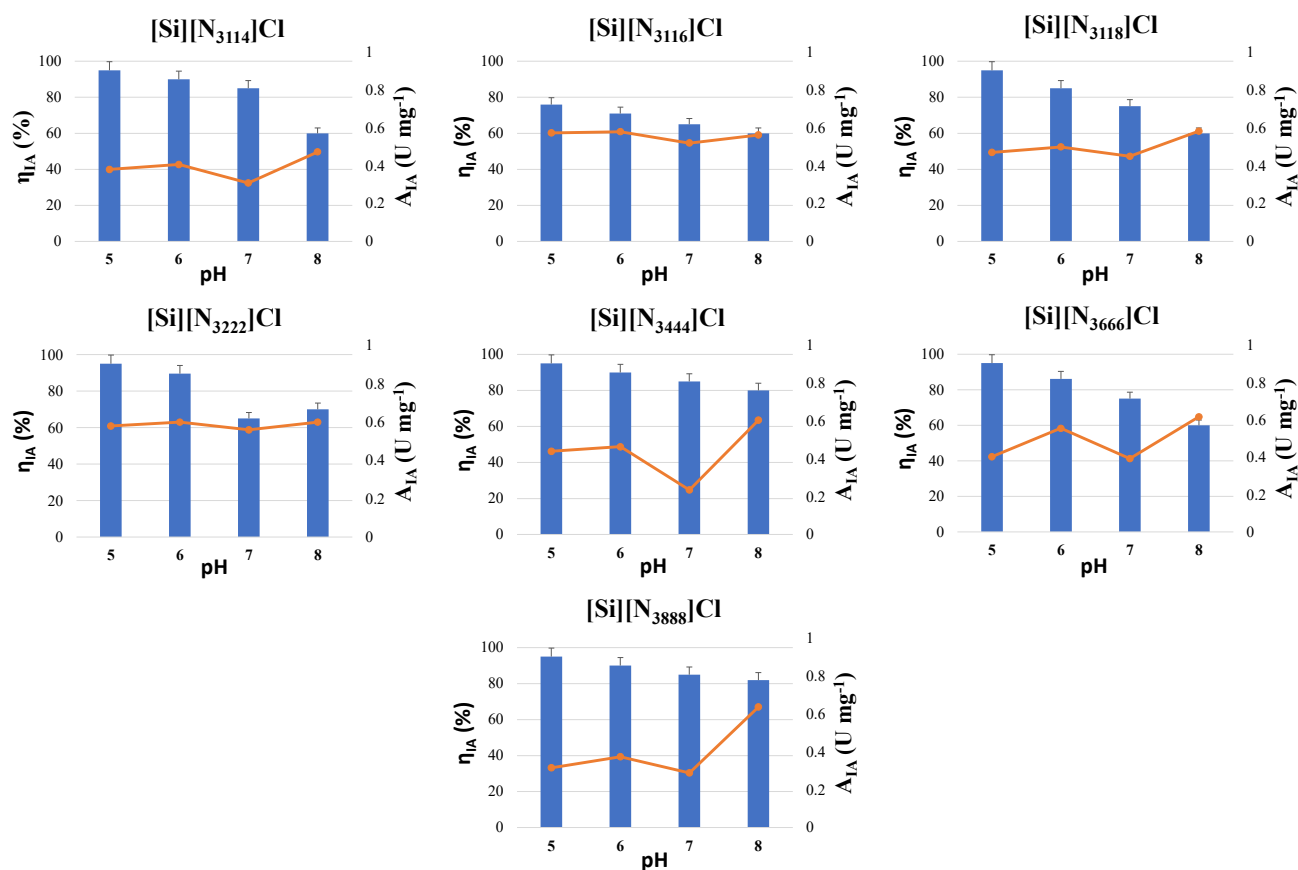 [Si][N3114]Cl
100
80
60
40
20
0
ηIA (%)
1
0.8
0.6
0.4
0.2
0
AIA (U mg-1)
5 6 7 8
pH
[Si][N3116]Cl
100
80
60
40
20
0
ηIA (%)
1
0.8
0.6
0.4
0.2
0
AIA (U mg-1)
5 6 7 8
pH
[Si][N3118]Cl
100
80
60
40
20
0
ηIA (%)
1
0.8
0.6
0.4
0.2
0
AIA (U mg-1)
5 6 7 8
pH
[Si][N3222]Cl
100
80
60
40
20
0
ηIA (%)
1
0.8
0.6
0.4
0.2
0
AIA (U mg-1)
5 6 7 8
pH
[Si][N3444]Cl
100
80
60
40
20
0
ηIA (%)
1
0.8
0.6
0.4
0.2
0
AIA (U mg-1)
5 6 7 8
pH
[Si][N3666]Cl
100
80
60
40
20
0
ηIA (%)
1
0.8
0.6
0.4
0.2
0
AIA (U mg-1)
5 6 7 8
pH
[Si][N3888]Cl
100
80
60
40
20
0
ηIA (%)
1
0.8
0.6
0.4
0.2
0
AIA (U mg-1)
5 6 7 8
pH